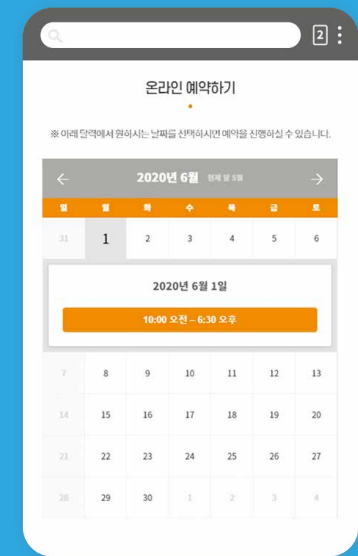 2
온라인 예약하기
※ 아래 달력에서 원하시는 날짜를 선택하시면 예약을 진행하실 수 있습니다.
← 2020년 6월 현재 달 5월 →
월 화 수 목 금 토
31 1 2 3 4 5 6
2020년 6월 1일
10:00 오전 – 6:30 오후
7 8 9 10 11 12 13
14 15 16 17 18 19 20
21 22 23 24 25 26 27
28 29 30 1 2 3 4